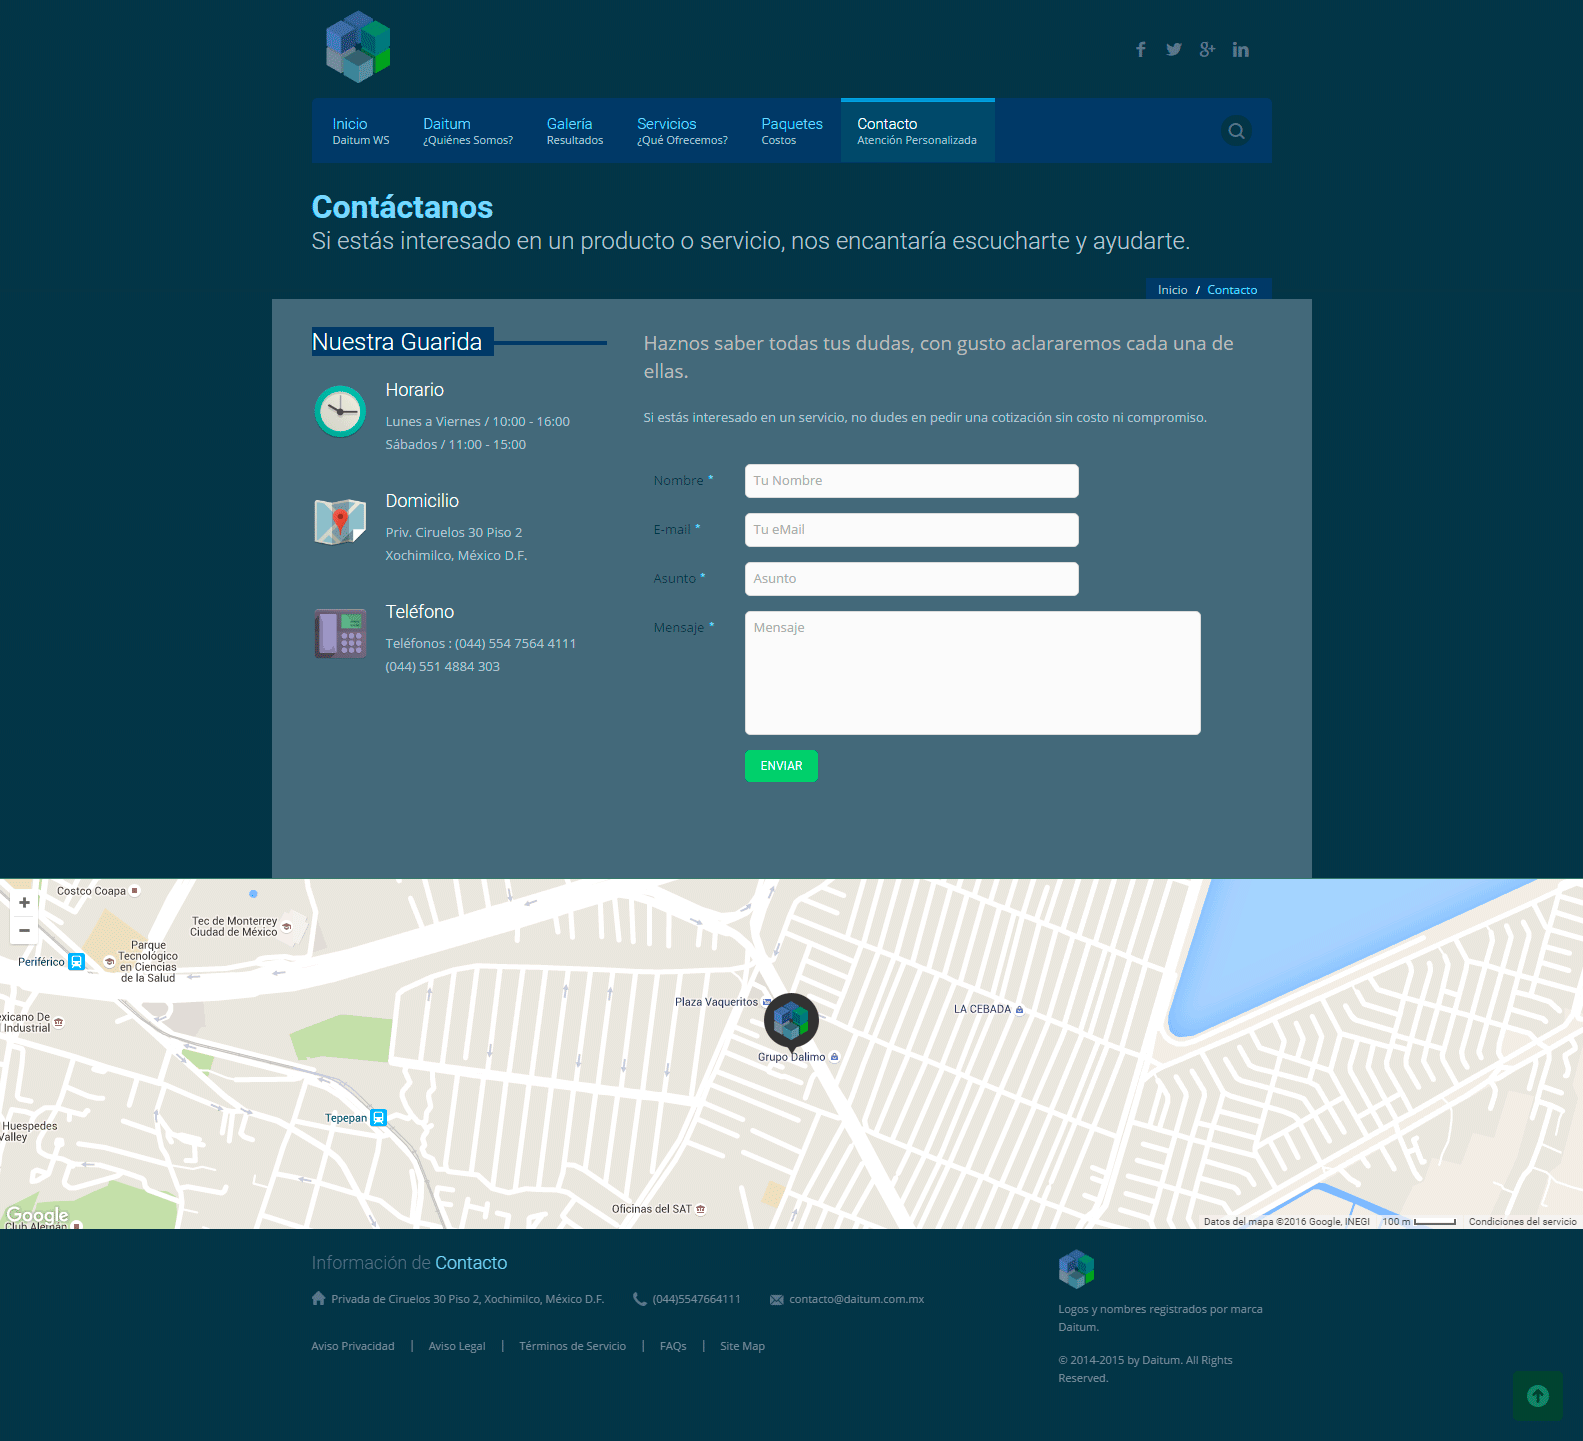 Inicio
Daitum WS
Daitum
¿Quiénes Somos?
Galería
Resultados
Servicios
¿Qué Ofrecemos?
Paquetes
Costos
Contacto
Atención Personalizada
Contáctanos
Si estás interesado en un producto o servicio, nos encantaría escucharte y ayudarte.
Inicio / Contacto
Nuestra Guarida
Horario
Lunes a Viernes / 10:00 - 16:00
Sábados / 11:00 - 15:00
Domicilio
Priv. Ciruelos 30 Piso 2
Xochimilco, México D.F.
Teléfono
Teléfonos : (044) 554 7564 4111
(044) 551 4884 303
Haznos saber todas tus dudas, con gusto aclararemos cada una de
ellas.
Si estás interesado en un servicio, no dudes en pedir una cotización sin costo ni compromiso.
Nombre *
Tu Nombre
E-mail *
Tu eMail
Asunto *
Asunto
Mensaje *
Mensaje
ENVIAR
Costco Coapa
Tec de Monterrey
Ciudad de México
Parque
Tecnológico
en Ciencias
de la Salud
Periférico
exicano De
l Industrial
Plaza Vaqueritos
LA CEBADA
Grupo Dalimo
Tepepan
Huespedes
Valley
Oficinas del SAT
Google
Club Alemán
Datos del mapa ©2016 Google, INEGI
100 m
Condiciones del servicio
Información de Contacto
Privada de Ciruelos 30 Piso 2, Xochimilco, México D.F.
(044)5547664111
contacto@daitum.com.mx
Aviso Privacidad | Aviso Legal | Términos de Servicio | FAQs | Site Map
Logos y nombres registrados por marca
Daitum.
© 2014-2015 by Daitum. All Rights
Reserved.